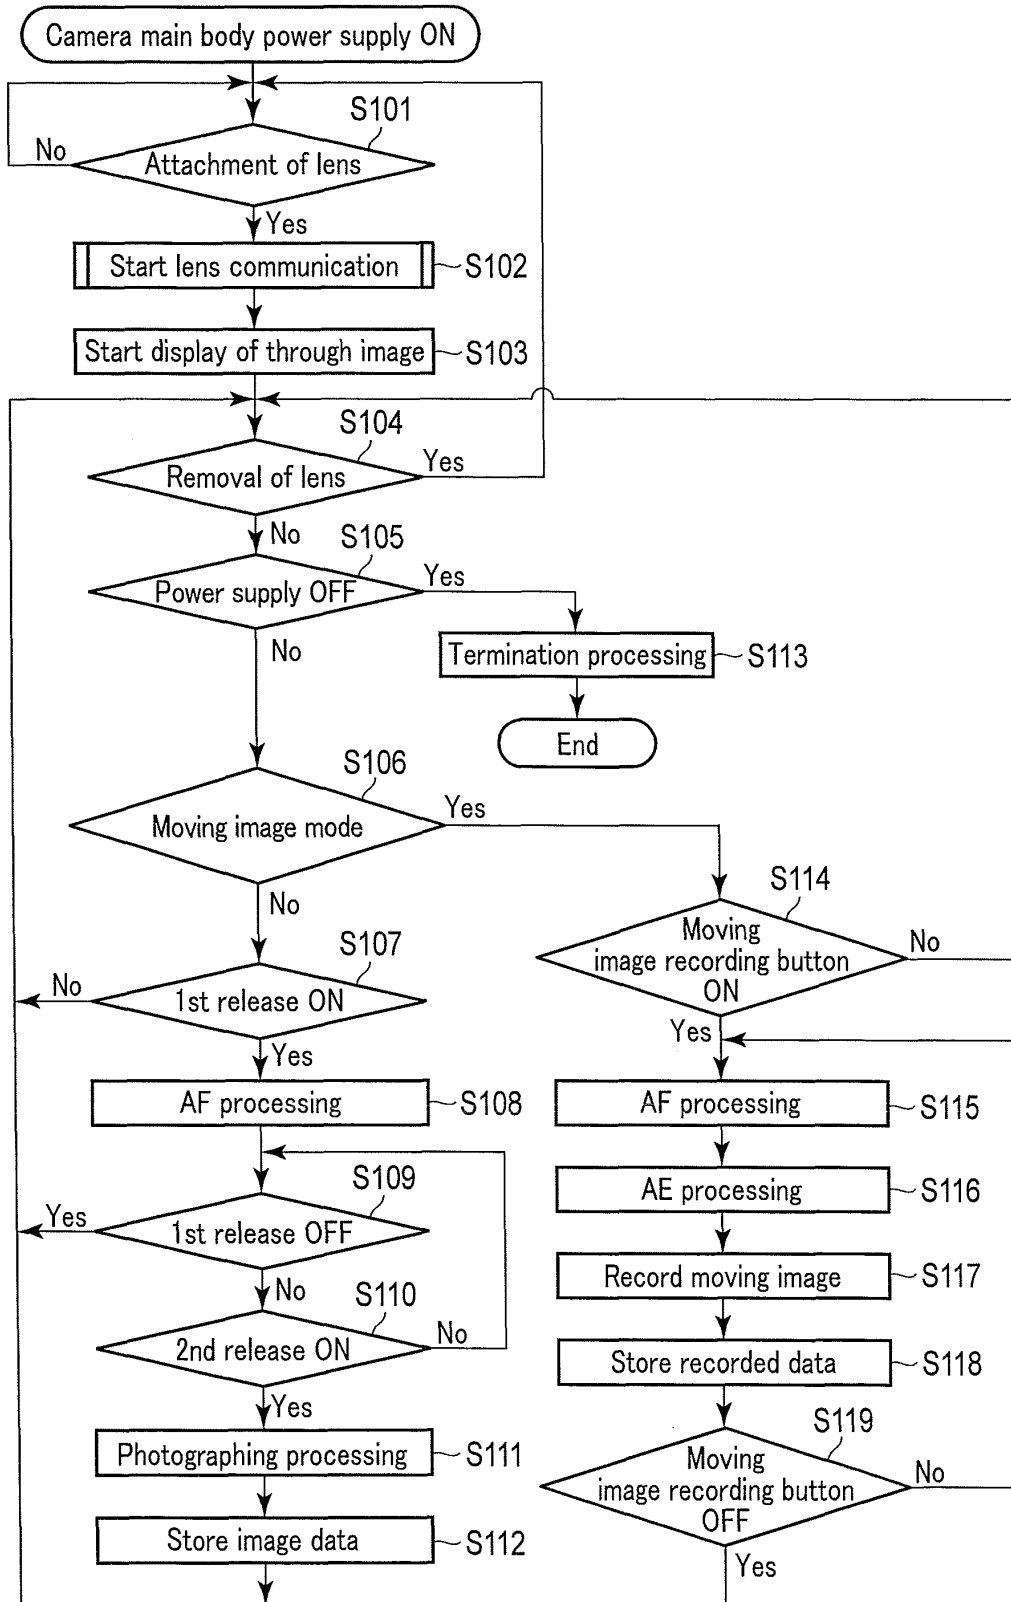 Camera main body power supply ON
S101
No
Attachment of lens
Yes
Start lens communication
S102
Start display of through image
S103
S104
Yes
Removal of lens
No
S105
Yes
Power supply OFF
No
Termination processing
S113
End
S106
Yes
Moving image mode
No
S114
Moving
image recording button
ON
No
Yes
S107
No
1st release ON
Yes
AF processing
S108
AF processing
S115
S109
Yes
1st release OFF
No
AE processing
S116
Record moving image
S117
S110
2nd release ON
No
Yes
Store recorded data
S118
Photographing processing
S111
S119
Moving
image recording button
OFF
No
Yes
Store image data
S112